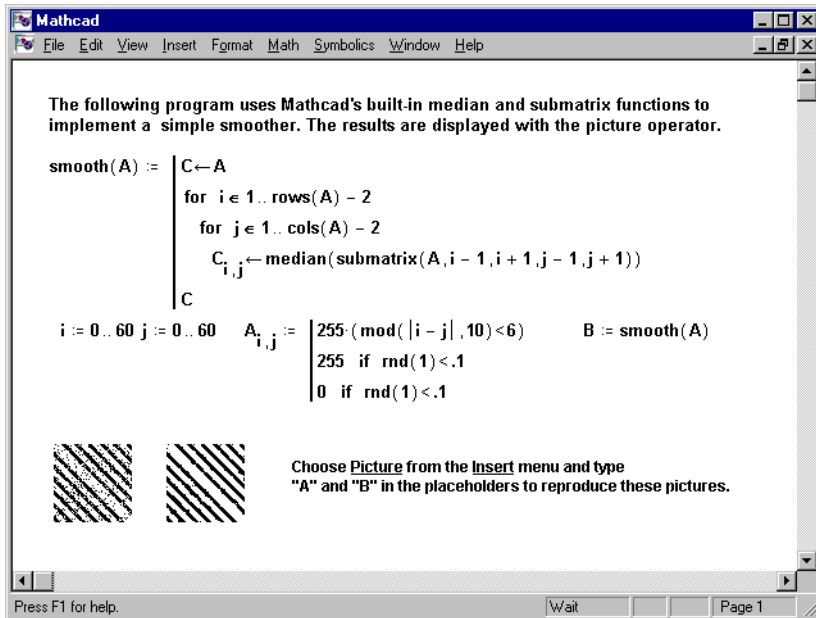 Mathcad
File Edit View Insert Format Math Symbolics Window Help
The following program uses Mathcad's built-in median and submatrix functions to
implement a simple smoother. The results are displayed with the picture operator.
smooth(A) := C←A
for i ∈ 1 .. rows(A) − 2
for j ∈ 1 .. cols(A) − 2
C i,j ← median(submatrix(A, i − 1, i + 1, j − 1, j + 1))
C
i := 0 .. 60 j := 0 .. 60 A i,j := 255·(mod(|i − j|, 10)<6) B := smooth(A)
255 if rnd(1)<.1
0 if rnd(1)<.1
Choose Picture from the Insert menu and type
"A" and "B" in the placeholders to reproduce these pictures.
Press F1 for help. Wait Page 1